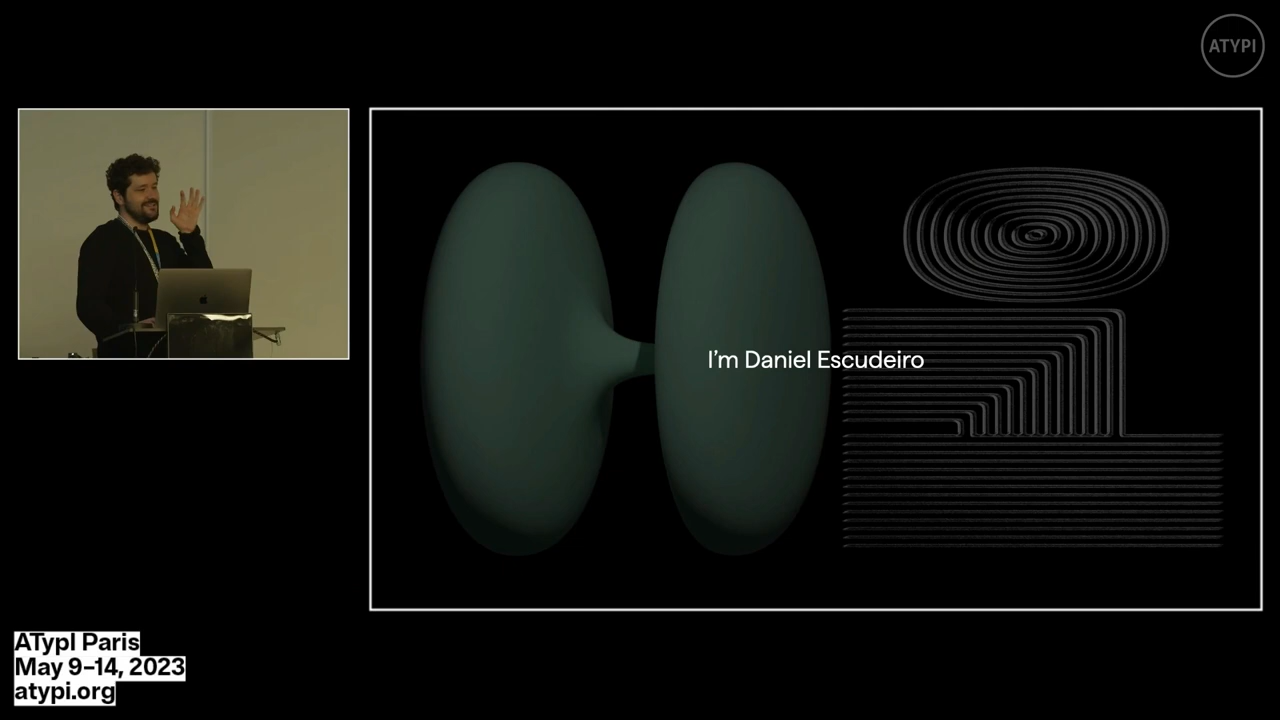 ATYPI
I’m Daniel Escudeiro
ATypI Paris
May 9–14, 2023
atypi.org